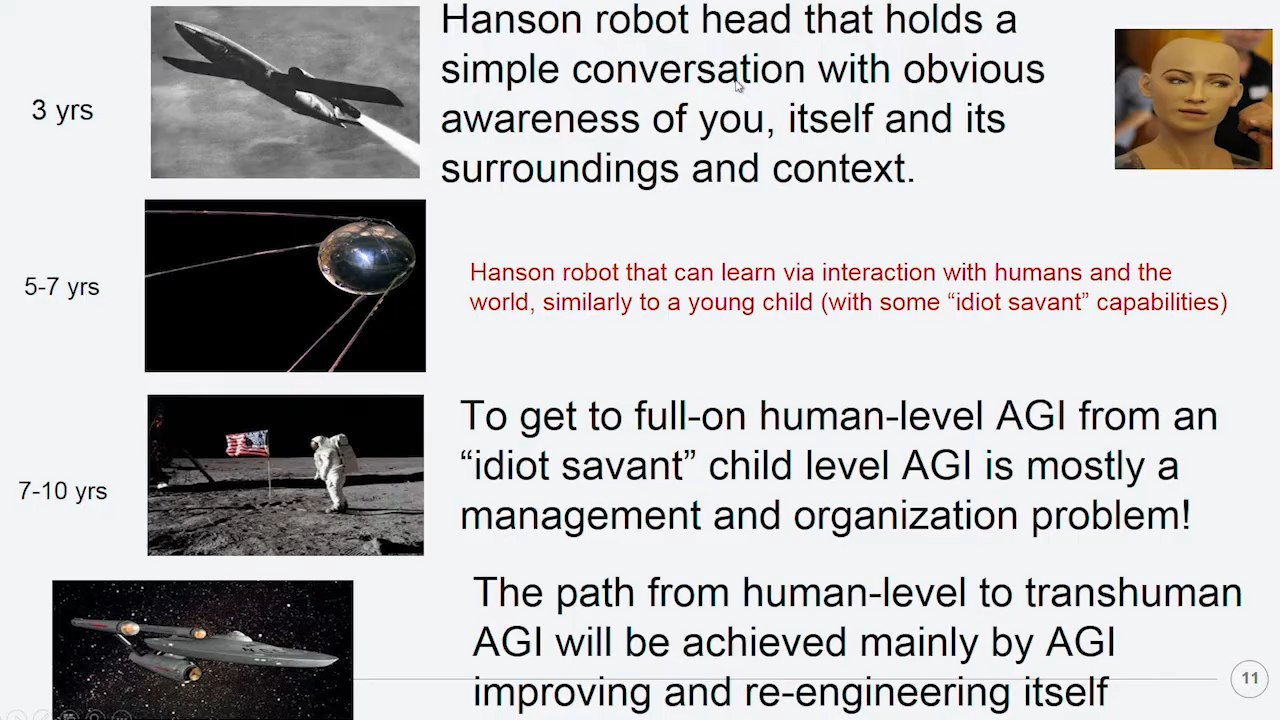 Hanson robot head that holds a
simple conversation with obvious
awareness of you, itself and its
surroundings and context.
3 yrs
5-7 yrs
Hanson robot that can learn via interaction with humans and the
world, similarly to a young child (with some “idiot savant” capabilities)
7-10 yrs
To get to full-on human-level AGI from an
“idiot savant” child level AGI is mostly a
management and organization problem!
The path from human-level to transhuman
AGI will be achieved mainly by AGI
improving and re-engineering itself
11